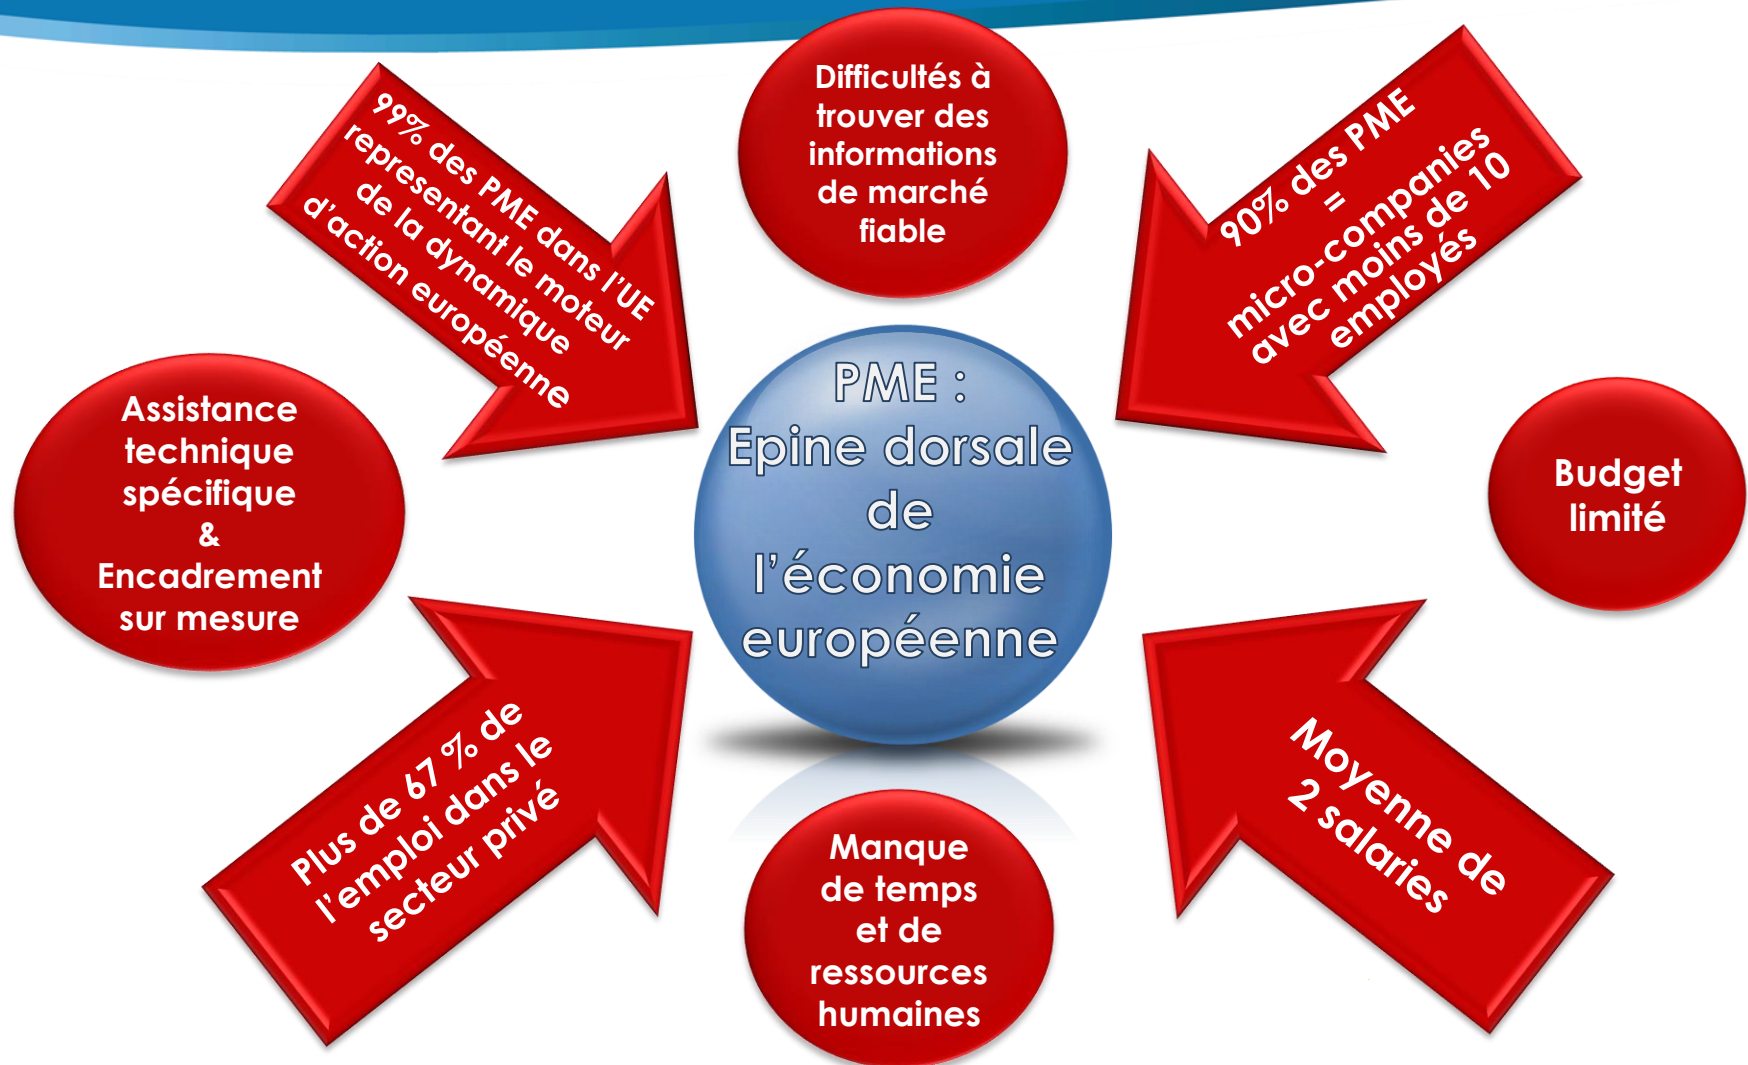 99% des PME dans l'UE
representant le moteur
de la dynamique
d'action européenne
Difficultés à
trouver des
informations
de marché
fiable
90% des PME
=
micro-companies
avec moins de 10
employés
Assistance
technique
spécifique
&
Encadrement
sur mesure
PME :
Epine dorsale
de
l'économie
européenne
Budget
limité
Plus de 67 % de
l'emploi dans le
secteur privé
Manque
de temps
et de
ressources
humaines
Moyenne de
2 salaries